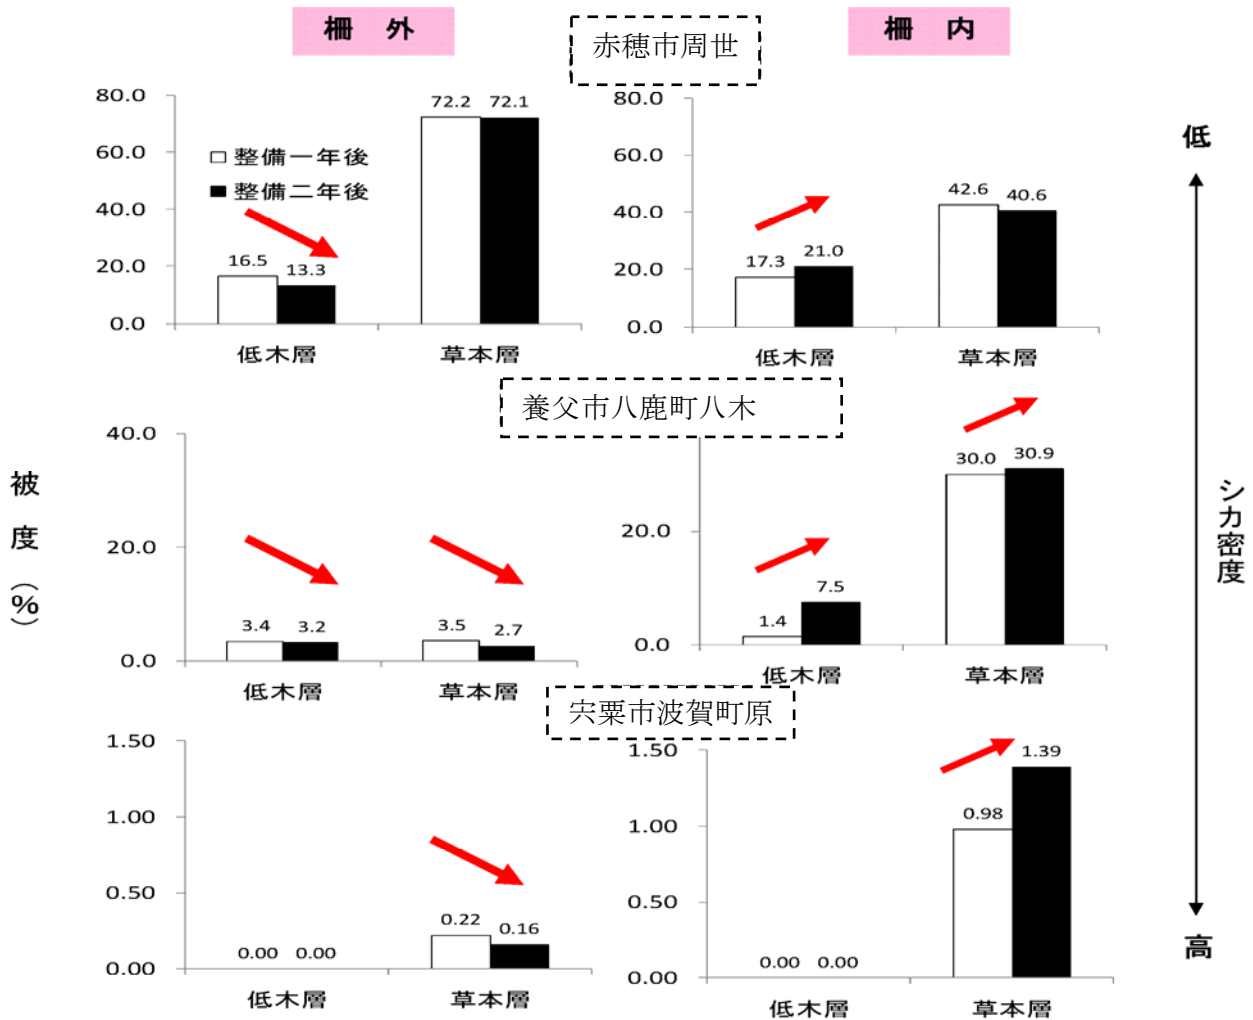 柵 外
赤穂市周世
柵 内
80.0
60.0
40.0
20.0
0.0
整備一年後
整備二年後
16.5
13.3
72.2
72.1
低木層
草本層
80.0
60.0
40.0
20.0
0.0
17.3
21.0
42.6
40.6
低木層
草本層
養父市八鹿町八木
40.0
20.0
0.0
3.4
3.2
3.5
2.7
低木層
草本層
20.0
0.0
1.4
7.5
30.0
30.9
低木層
草本層
宍粟市波賀町原
1.50
1.00
0.50
0.00
0.00
0.00
0.22
0.16
低木層
草本層
1.50
1.00
0.50
0.00
0.00
0.00
0.98
1.39
低木層
草本層
被度(%)
低
シカ密度
高